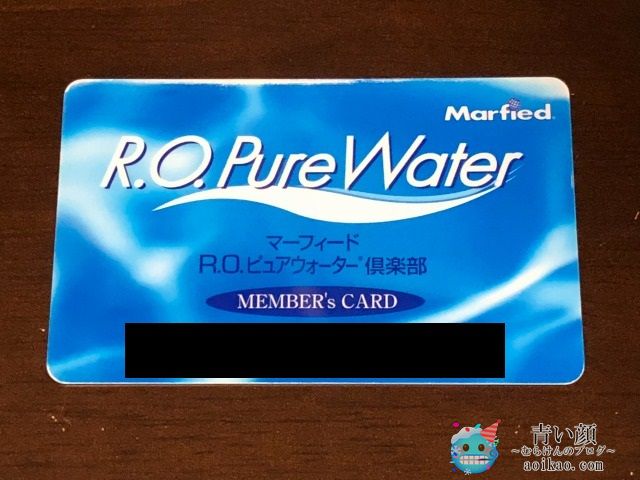 Marfied®
R.O. Pure Water
マーフィード
R.O.ピュアウォーター®倶楽部
MEMBER's CARD
青い顔
～むらけんのブログ～
aoikao.com